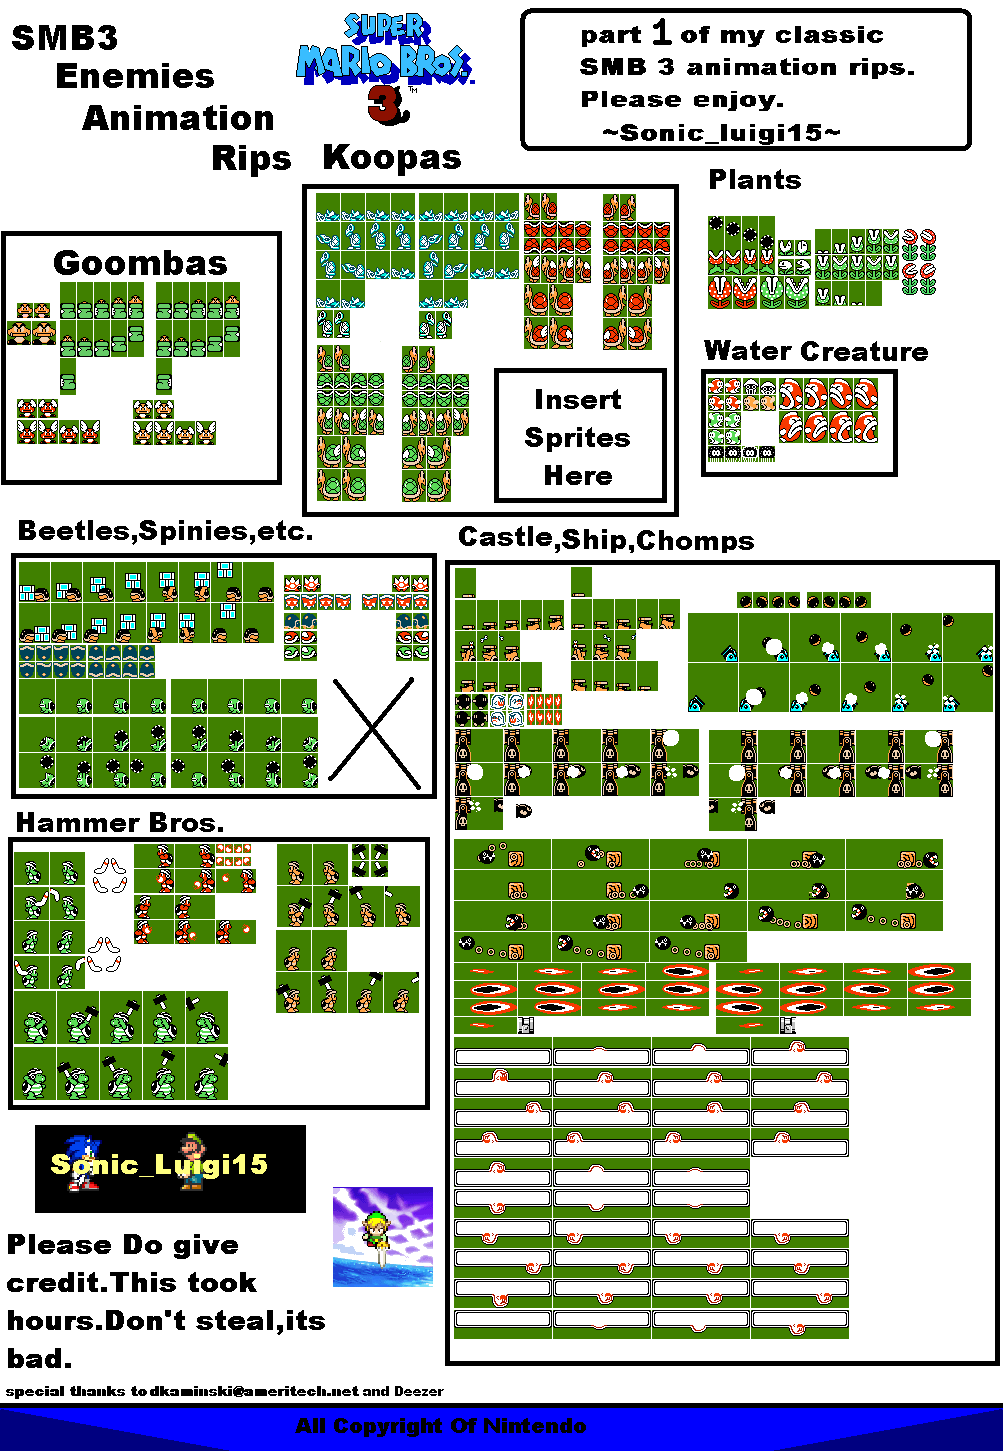 SMB3
Enemies
Animation
Rips
SUPER
MARIO BROS.
3
TM
part 1 of my classic
SMB 3 animation rips.
Please enjoy.
~Sonic_luigi15~
Koopas
Plants
Goombas
Water Creature
Insert
Sprites
Here
Beetles,Spinies,etc.
Castle,Ship,Chomps
Hammer Bros.
Sonic_Luigi15
Please Do give
credit.This took
hours.Don't steal,its
bad.
special thanks to dkaminski@ameritech.net and Deezer
All Copyright Of Nintendo